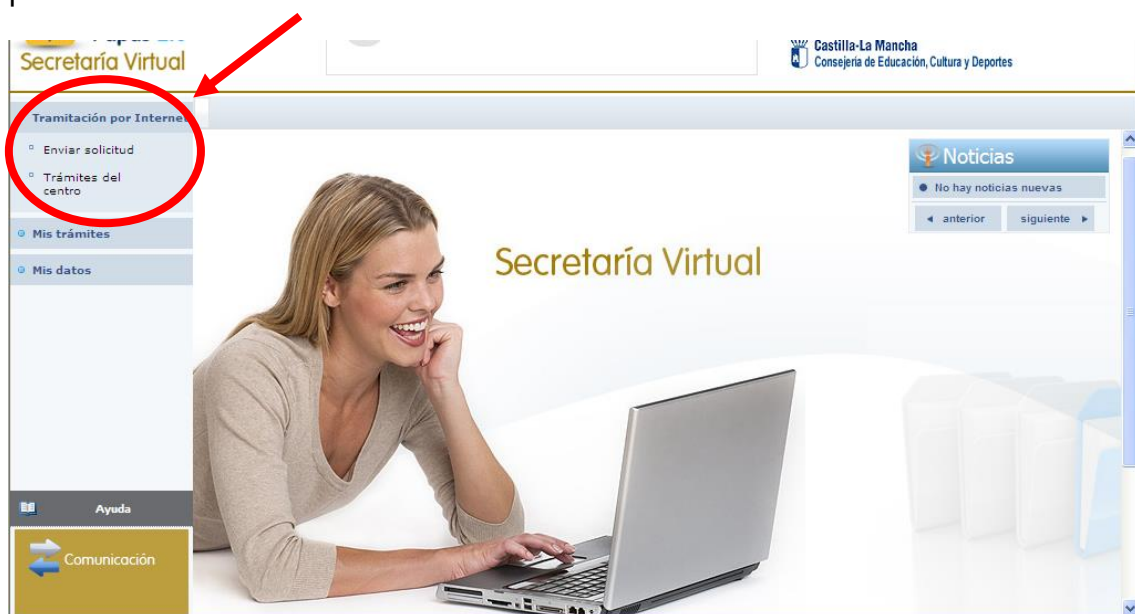 Secretaría Virtual
Castilla-La Mancha
Consejería de Educación, Cultura y Deportes
Tramitación por Internet
Enviar solicitud
Trámites del
centro
Mis trámites
Mis datos
Noticias
No hay noticias nuevas
anterior siguiente
Secretaría Virtual
Ayuda
Comunicación